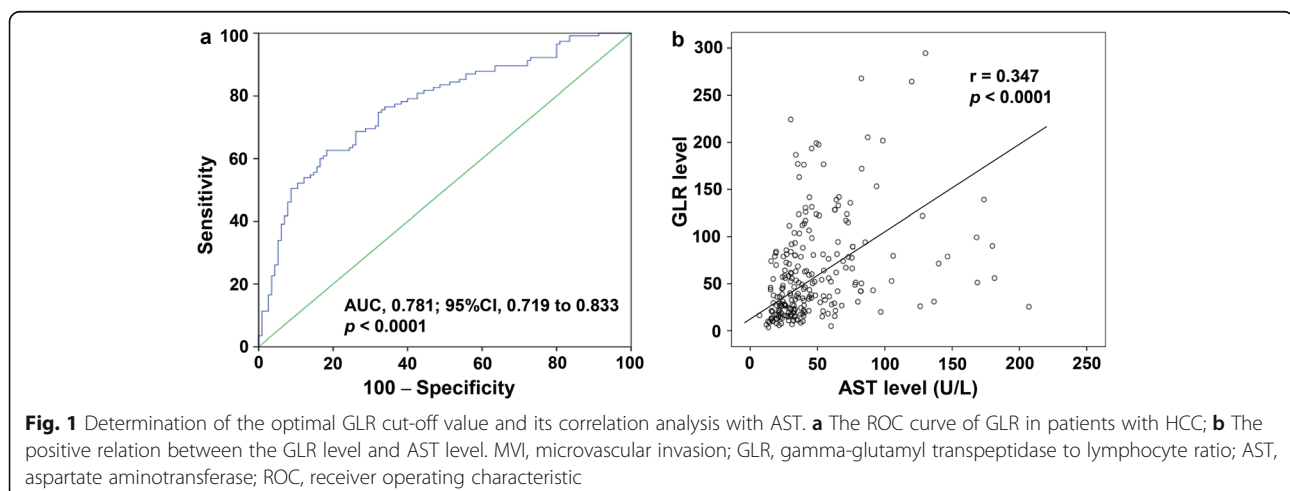 a
100
80
60
40
20
0
Sensitivity
AUC, 0.781; 95%CI, 0.719 to 0.833
p < 0.0001
0 20 40 60 80 100
100 – Specificity
b
300
250
200
150
100
50
0
GLR level
r = 0.347
p < 0.0001
0 50 100 150 200 250
AST level (U/L)
Fig. 1 Determination of the optimal GLR cut-off value and its correlation analysis with AST. a The ROC curve of GLR in patients with HCC; b The
positive relation between the GLR level and AST level. MVI, microvascular invasion; GLR, gamma-glutamyl transpeptidase to lymphocyte ratio; AST,
aspartate aminotransferase; ROC, receiver operating characteristic